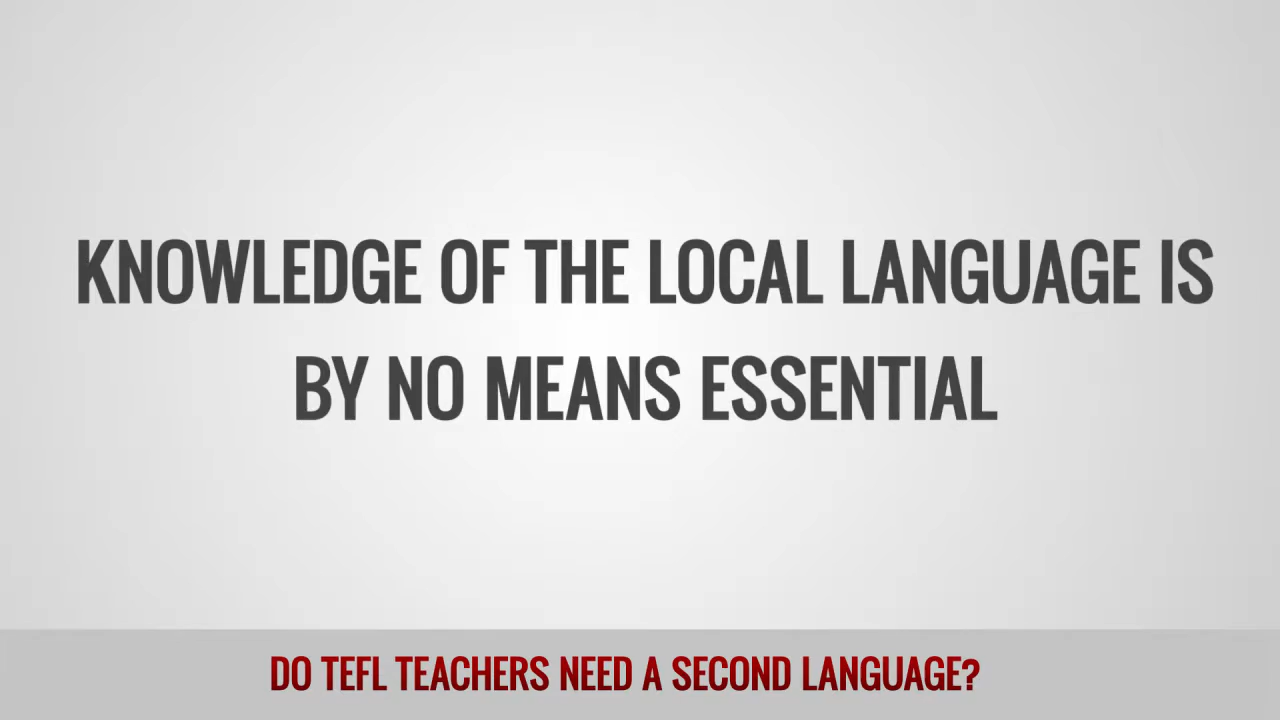 KNOWLEDGE OF THE LOCAL LANGUAGE IS
BY NO MEANS ESSENTIAL
DO TEFL TEACHERS NEED A SECOND LANGUAGE?